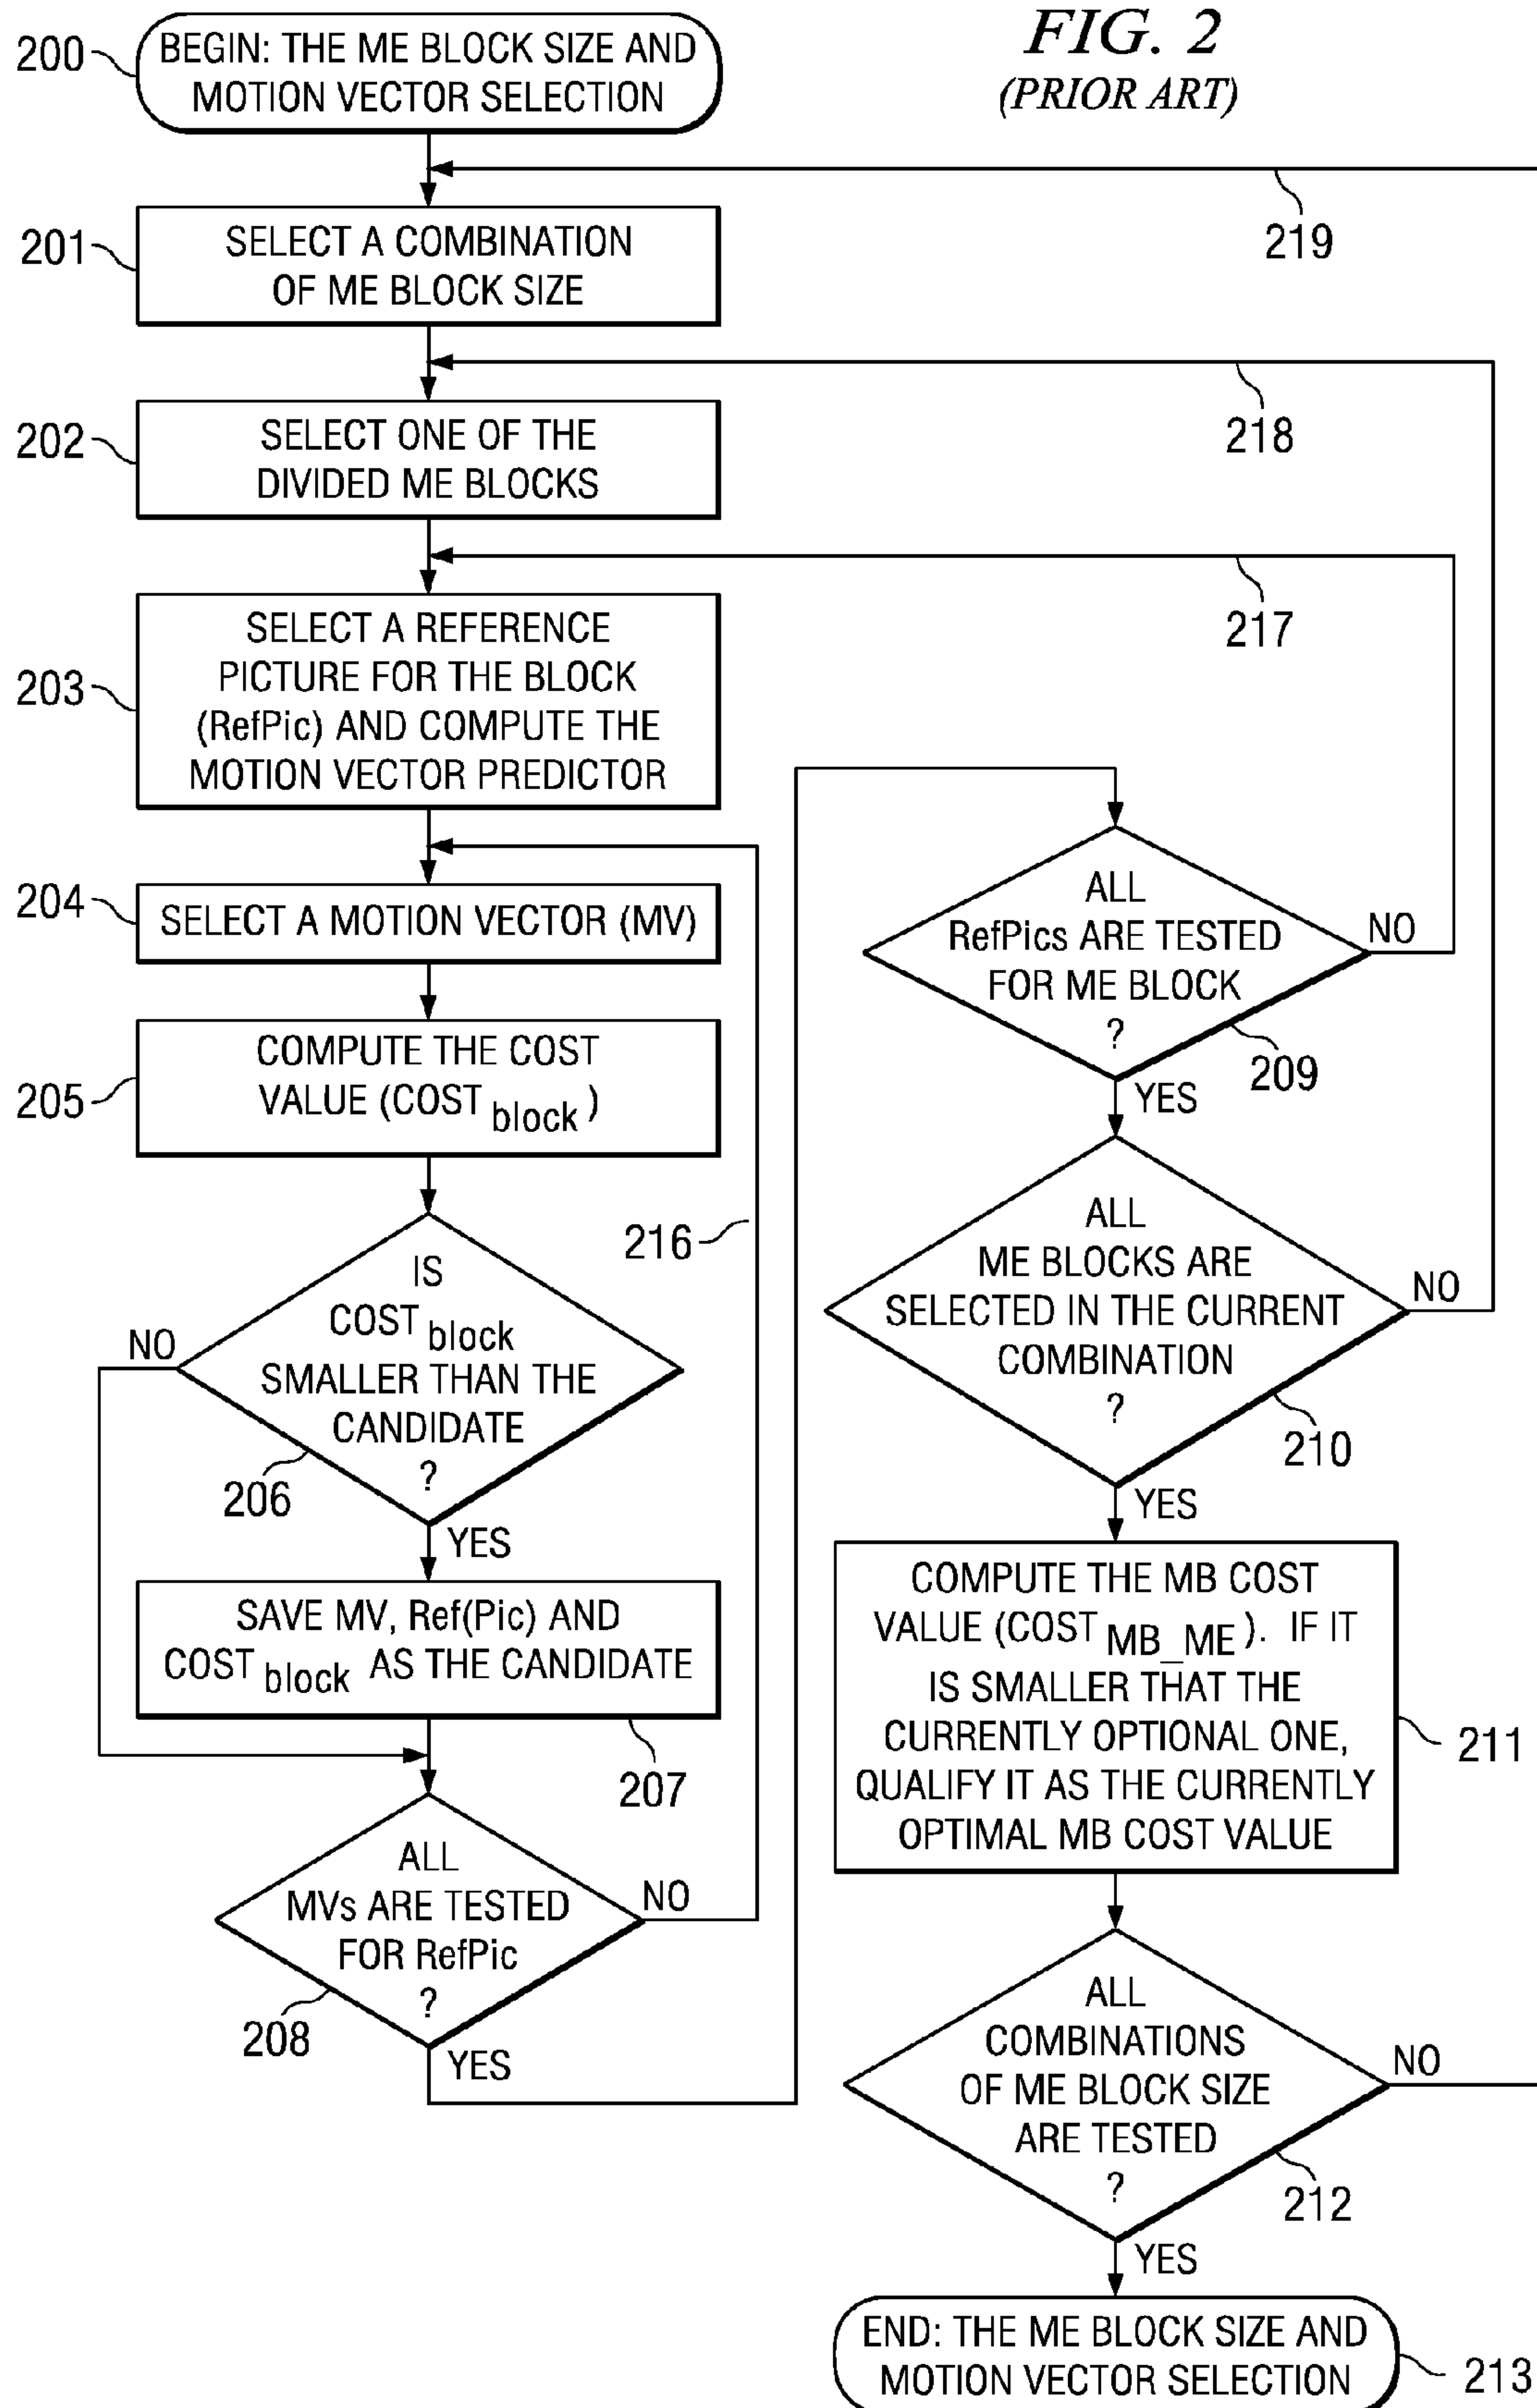 FIG. 2
(PRIOR ART)
200
BEGIN: THE ME BLOCK SIZE AND
MOTION VECTOR SELECTION
219
201
SELECT A COMBINATION
OF ME BLOCK SIZE
218
202
SELECT ONE OF THE
DIVIDED ME BLOCKS
217
203
SELECT A REFERENCE
PICTURE FOR THE BLOCK
(RefPic) AND COMPUTE THE
MOTION VECTOR PREDICTOR
204
SELECT A MOTION VECTOR (MV)
205
COMPUTE THE COST
VALUE (COST block )
216
IS
COST block
SMALLER THAN THE
CANDIDATE
?
NO
206
YES
SAVE MV, Ref(Pic) AND
COST block AS THE CANDIDATE
207
ALL
MVs ARE TESTED
FOR RefPic
?
NO
208
YES
ALL
RefPics ARE TESTED
FOR ME BLOCK
?
NO
209
YES
ALL
ME BLOCKS ARE
SELECTED IN THE CURRENT
COMBINATION
?
NO
210
YES
COMPUTE THE MB COST
VALUE (COST MB_ME ). IF IT
IS SMALLER THAT THE
CURRENTLY OPTIONAL ONE,
QUALIFY IT AS THE CURRENTLY
OPTIMAL MB COST VALUE
211
ALL
COMBINATIONS
OF ME BLOCK SIZE
ARE TESTED
?
NO
212
YES
END: THE ME BLOCK SIZE AND
MOTION VECTOR SELECTION
213